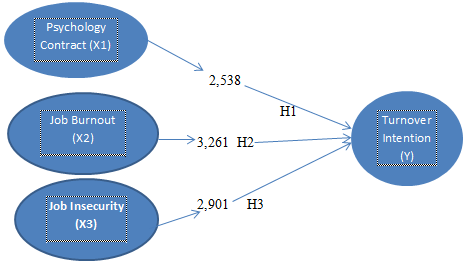 Psychology
Contract (X1)
2,538
H1
Job Burnout
(X2)
3,261 H2
Turnover
Intention
(Y)
Job Insecurity
(X3)
2,901 H3